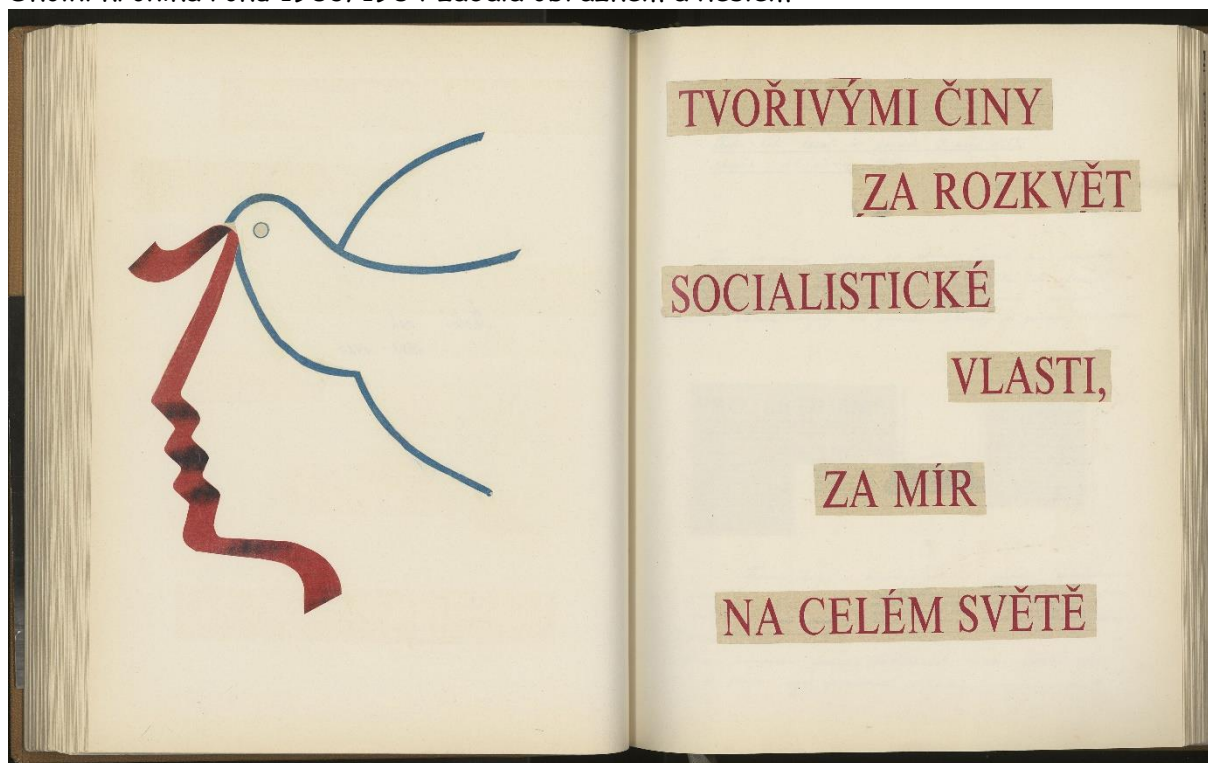 TVOŘIVÝMI ČINY
ZA ROZKVĚT
SOCIALISTICKÉ
VLASTI,
ZA MÍR
NA CELÉM SVĚTĚ